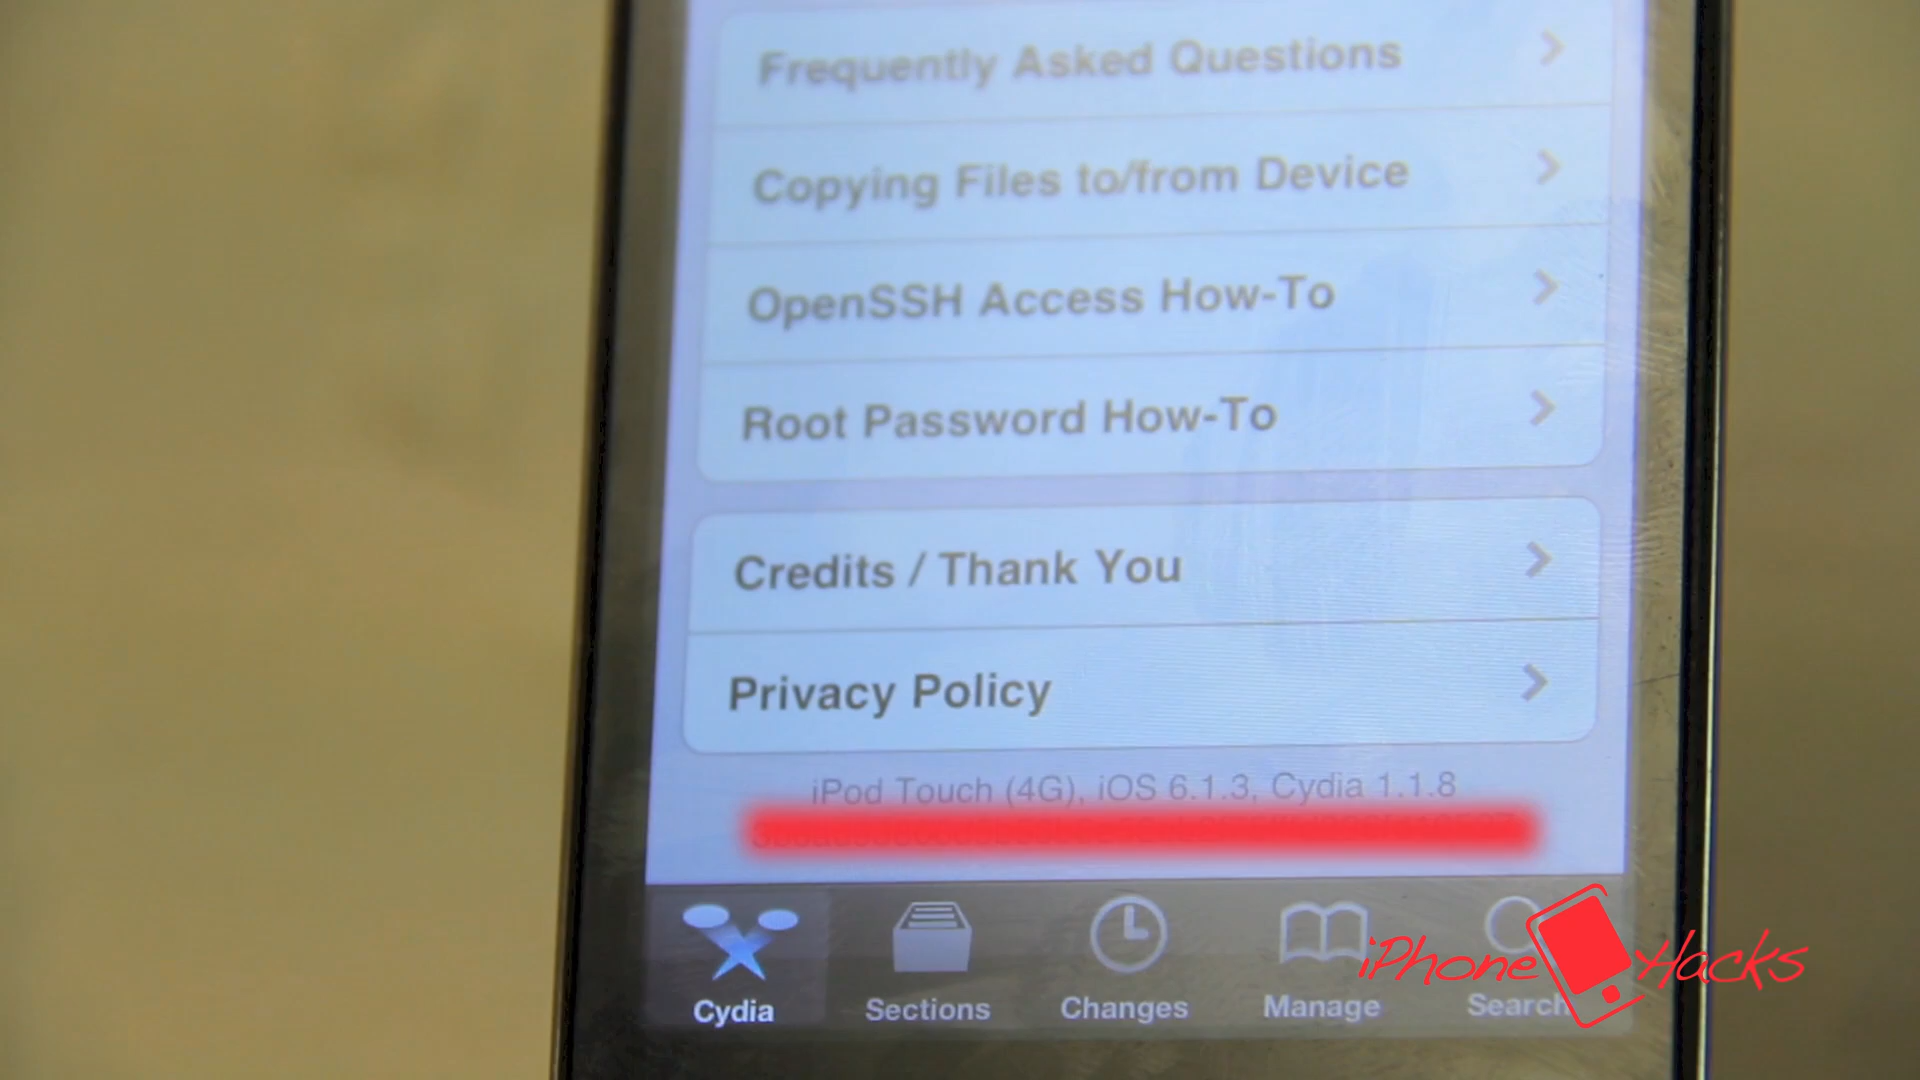 Frequently Asked Questions
Copying Files to/from Device
OpenSSH Access How-To
Root Password How-To
Credits / Thank You
Privacy Policy
iPod Touch (4G), iOS 6.1.3, Cydia 1.1.8
Cydia
Sections
Changes
Manage
Search
iPhone Hacks